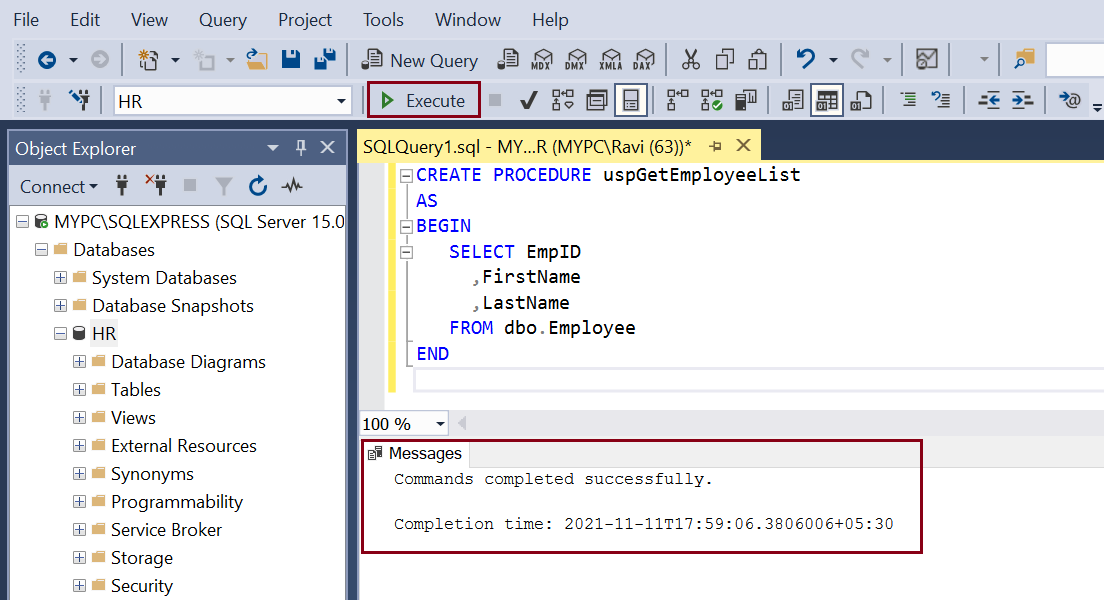 File Edit View Query Project Tools Window Help
New Query MDX DMX XMLA DAX
HR Execute
Object Explorer
Connect
MYPC\SQLEXPRESS (SQL Server 15.0
Databases
System Databases
Database Snapshots
HR
Database Diagrams
Tables
Views
External Resources
Synonyms
Programmability
Service Broker
Storage
Security
SQLQuery1.sql - MY...R (MYPC\Ravi (63))*
CREATE PROCEDURE uspGetEmployeeList
AS
BEGIN
SELECT EmpID
,FirstName
,LastName
FROM dbo.Employee
END
100 %
Messages
Commands completed successfully.
Completion time: 2021-11-11T17:59:06.3806006+05:30